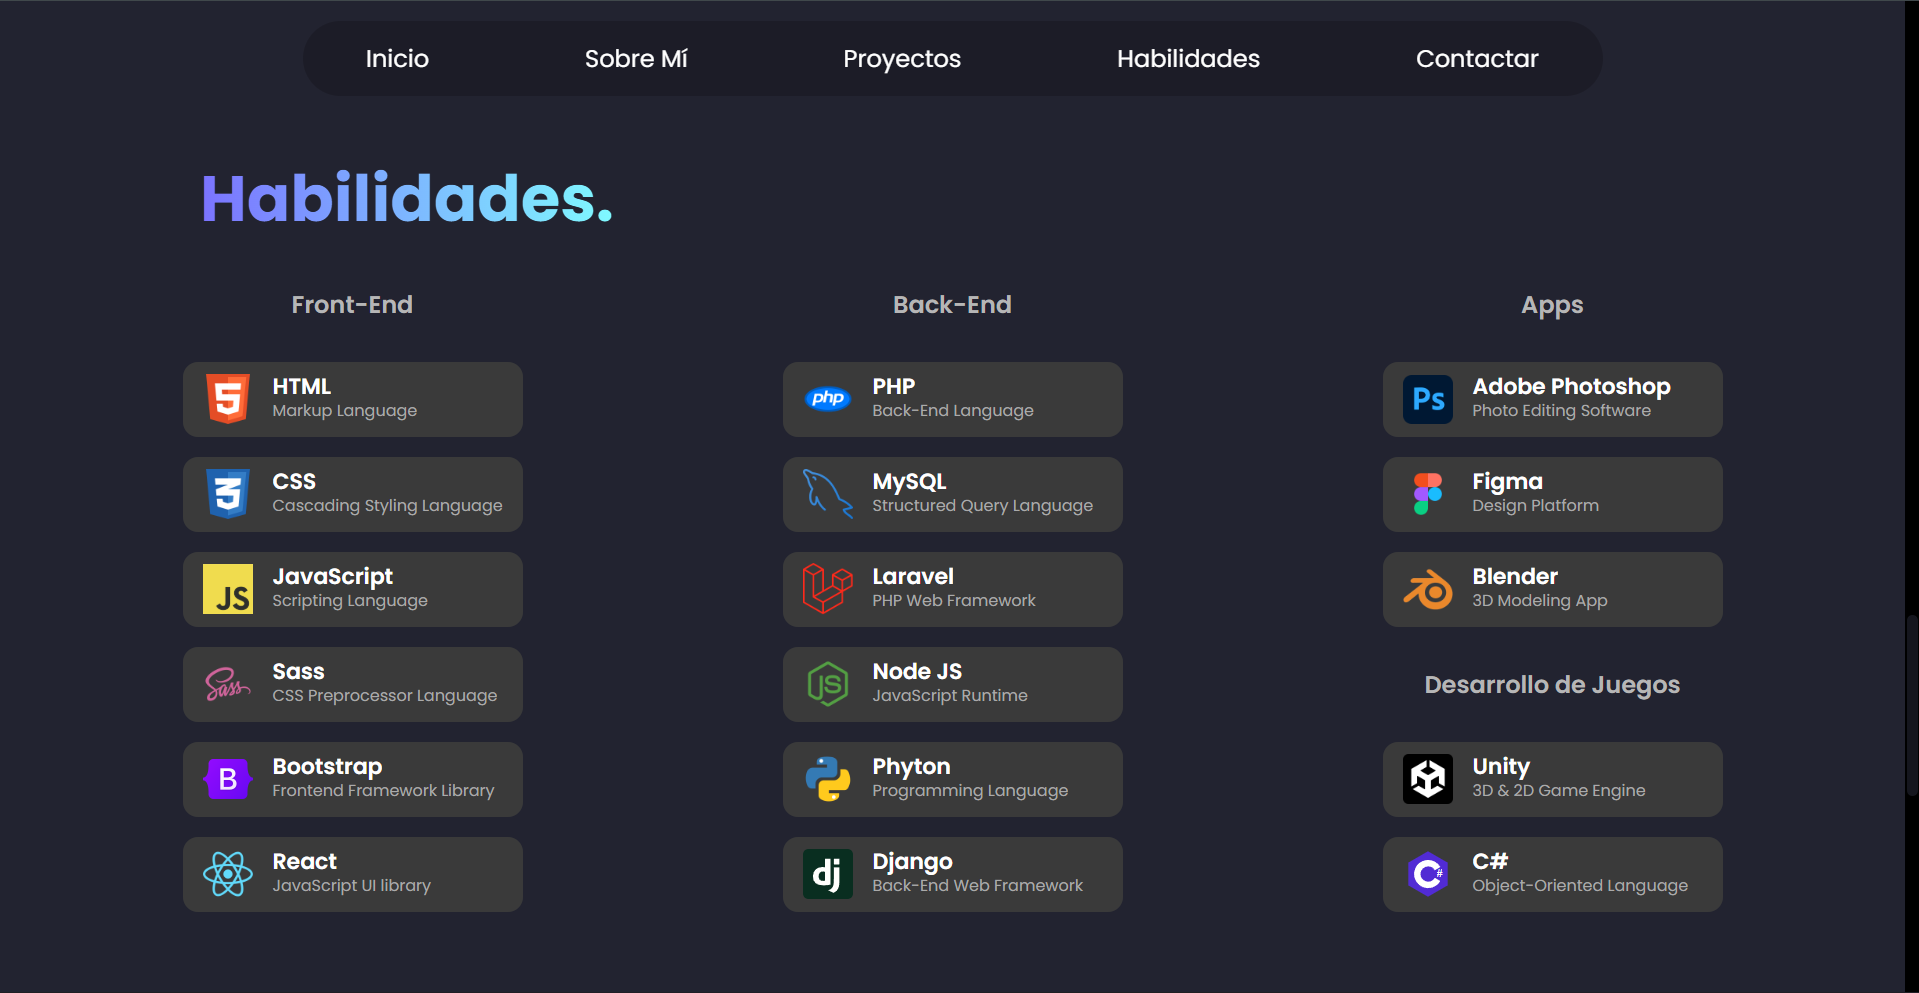 Inicio
Sobre Mí
Proyectos
Habilidades
Contactar
Habilidades.
Front-End
HTML
Markup Language
CSS
Cascading Styling Language
JS
JavaScript
Scripting Language
Sass
Sass
CSS Preprocessor Language
B
Bootstrap
Frontend Framework Library
React
JavaScript UI library
Back-End
php
PHP
Back-End Language
MySQL
Structured Query Language
Laravel
PHP Web Framework
JS
Node JS
JavaScript Runtime
Phyton
Programming Language
dj
Django
Back-End Web Framework
Apps
Ps
Adobe Photoshop
Photo Editing Software
Figma
Design Platform
Blender
3D Modeling App
Desarrollo de Juegos
Unity
3D & 2D Game Engine
C#
C#
Object-Oriented Language